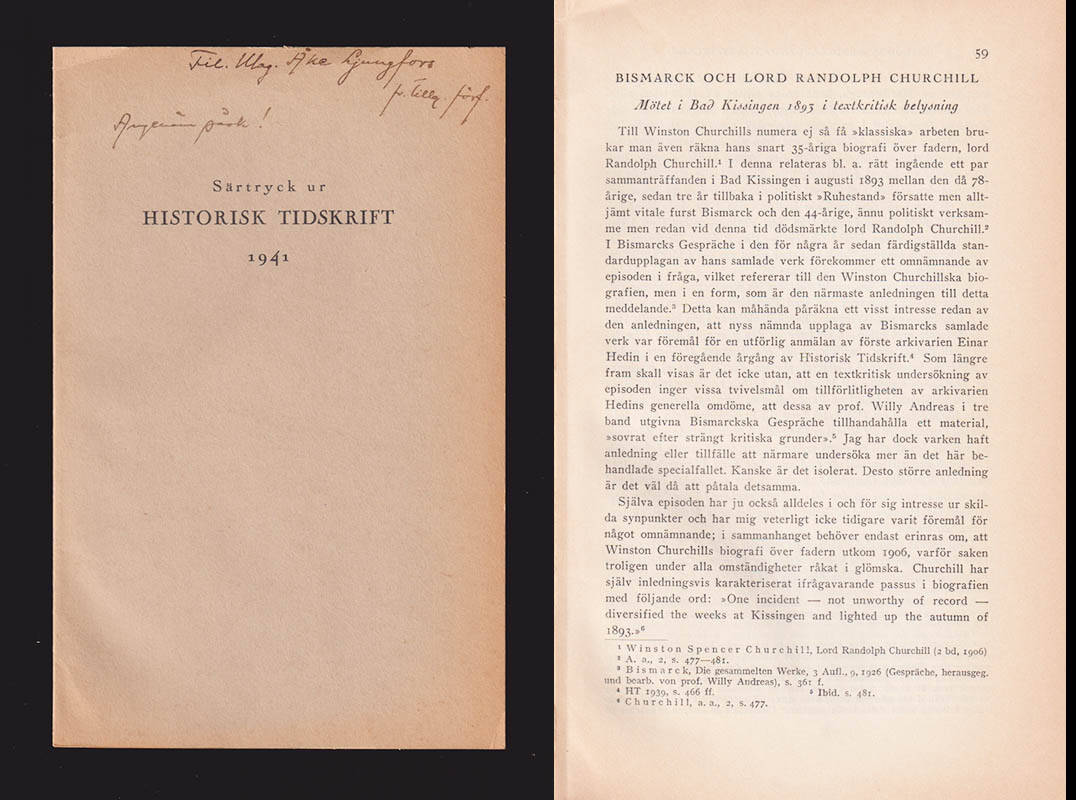 Fil. Mag. Åke Ljungfors
fr. tillg. förf.
Angenäm påsk!
Särtryck ur
HISTORISK TIDSKRIFT
1941
59
BISMARCK OCH LORD RANDOLPH CHURCHILL
Mötet i Bad Kissingen 1893 i textkritisk belysning
Till Winston Churchills numera ej så få »klassiska» arbeten bru-
kar man även räkna hans snart 35-åriga biografi över fadern, lord
Randolph Churchill.¹ I denna relateras bl. a. rätt ingående ett par
sammanträffanden i Bad Kissingen i augusti 1893 mellan den då 78-
årige, sedan tre år tillbaka i politiskt »Ruhestand» försatte men allt-
jämt vitale furst Bismarck och den 44-årige, ännu politiskt verksam-
me men redan vid denna tid dödsmärkte lord Randolph Churchill.²
I Bismarcks Gespräche i den för några år sedan färdigställda stan-
dardupplagan av hans samlade verk förekommer ett omnämnande av
episoden i fråga, vilket refererar till den Winston Churchillska bio-
grafien, men i en form, som är den närmaste anledningen till detta
meddelande.³ Detta kan måhända påräkna ett visst intresse redan av
den anledningen, att nyss nämnda upplaga av Bismarcks samlade
verk var föremål för en utförlig anmälan av förste arkivarien Einar
Hedin i en föregående årgång av Historisk Tidskrift.⁴ Som längre
fram skall visas är det icke utan, att en textkritisk undersökning av
episoden inger vissa tvivelsmål om tillförlitligheten av arkivarien
Hedins generella omdöme, att dessa av prof. Willy Andreas i tre
band utgivna Bismarckska Gespräche tillhandahålla ett material,
»sovrat efter strängt kritiska grunder».⁵ Jag har dock varken haft
anledning eller tillfälle att närmare undersöka mer än det här be-
handlade specialfallet. Kanske är det isolerat. Desto större anledning
är det väl då att påtala detsamma.
Själva episoden har ju också alldeles i och för sig intresse ur skil-
da synpunkter och har mig veterligt icke tidigare varit föremål för
något omnämnande; i sammanhanget behöver endast erinras om, att
Winston Churchills biografi över fadern utkom 1906, varför saken
troligen under alla omständigheter råkat i glömska. Churchill har
själv inledningsvis karakteriserat ifrågavarande passus i biografien
med följande ord: »One incident — not unworthy of record —
diversified the weeks at Kissingen and lighted up the autumn of
1893.»⁶
¹ Winston Spencer Churchill, Lord Randolph Churchill (2 bd, 1906)
² A. a., 2, s. 477—481.
³ Bismarck, Die gesammelten Werke, 3 Aufl., 9, 1926 (Gespräche, herausgeg.
und bearb. von prof. Willy Andreas), s. 361 f.
⁴ HT 1939, s. 466 ff. ⁵ Ibid. s. 481.
⁶ Churchill, a. a., 2, s. 477.